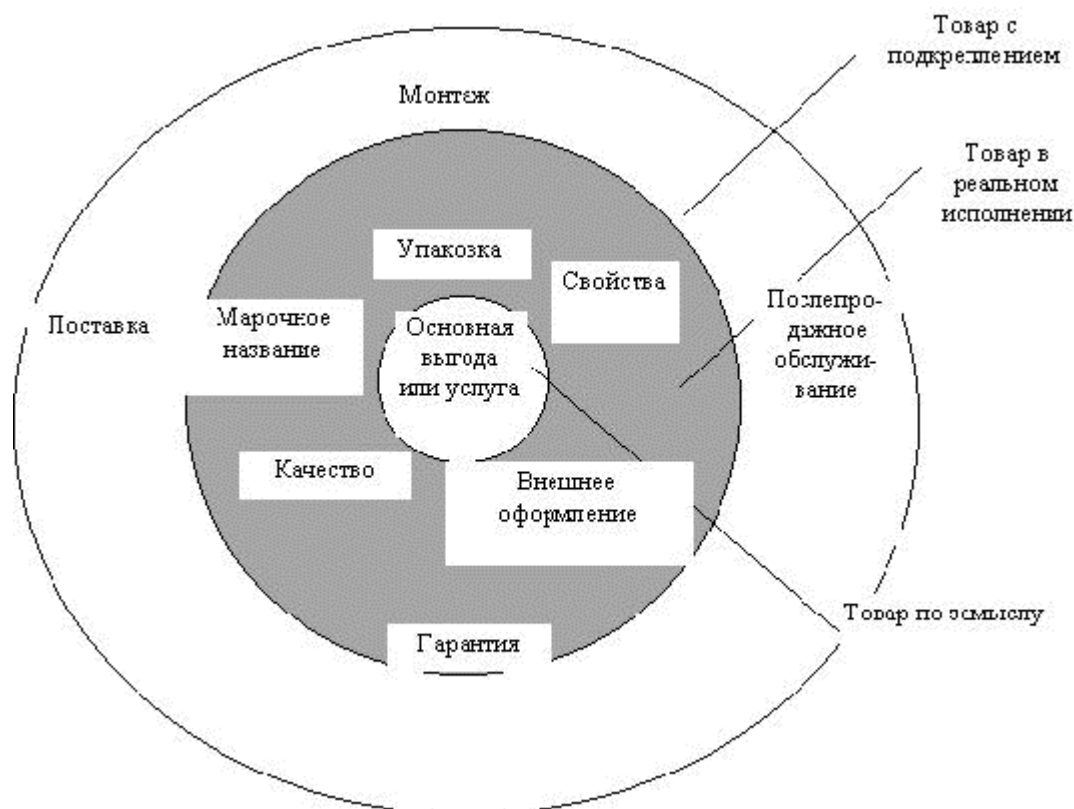 Товар с
подкреплением
Монтаж
Товар в
реальном
исполнении
Упаковка
Свойства
Поставка
Марочное
название
Основная
выгода
или услуга
Послепро-
дажное
обслужи-
вание
Качество
Внешнее
оформление
Товар по замыслу
Гарантия